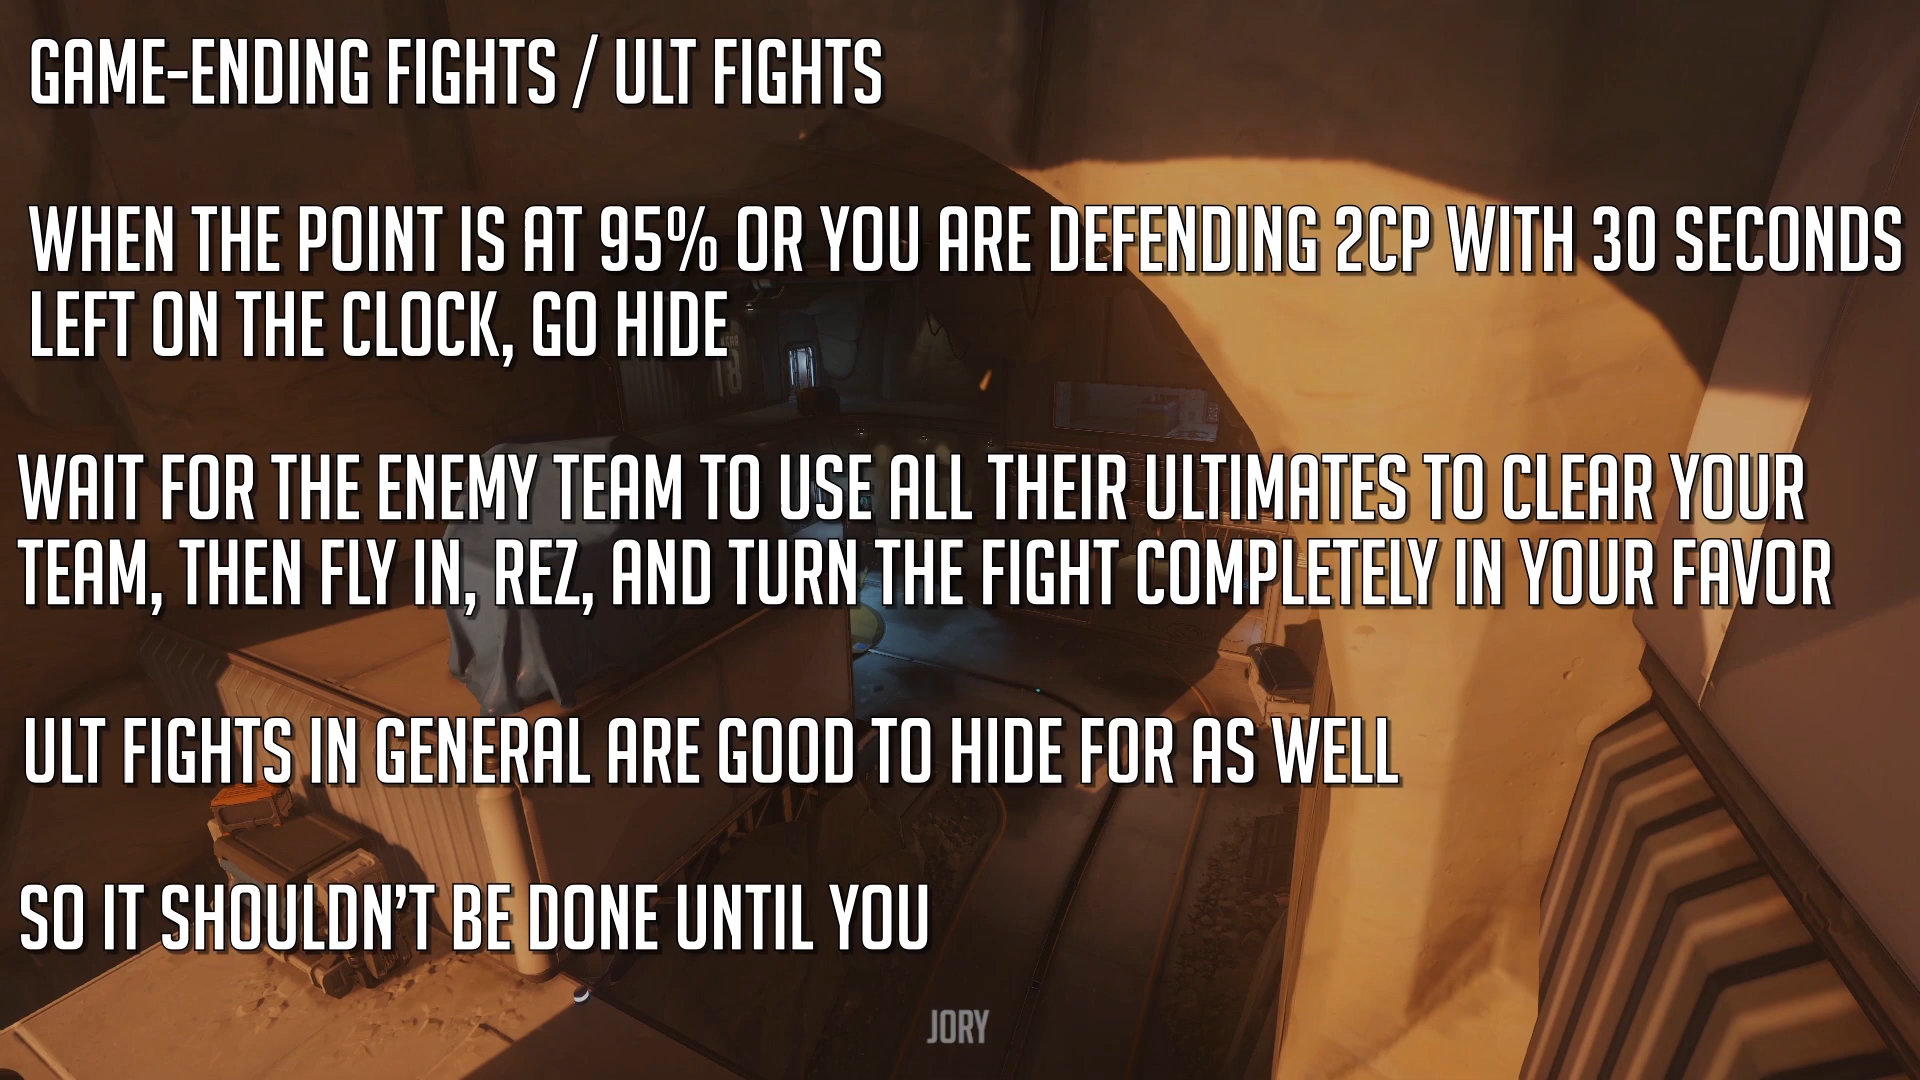 GAME-ENDING FIGHTS / ULT FIGHTS
WHEN THE POINT IS AT 95% OR YOU ARE DEFENDING 2CP WITH 30 SECONDS
LEFT ON THE CLOCK, GO HIDE
WAIT FOR THE ENEMY TEAM TO USE ALL THEIR ULTIMATES TO CLEAR YOUR
TEAM, THEN FLY IN, REZ, AND TURN THE FIGHT COMPLETELY IN YOUR FAVOR
ULT FIGHTS IN GENERAL ARE GOOD TO HIDE FOR AS WELL
SO IT SHOULDN'T BE DONE UNTIL YOU
JORY